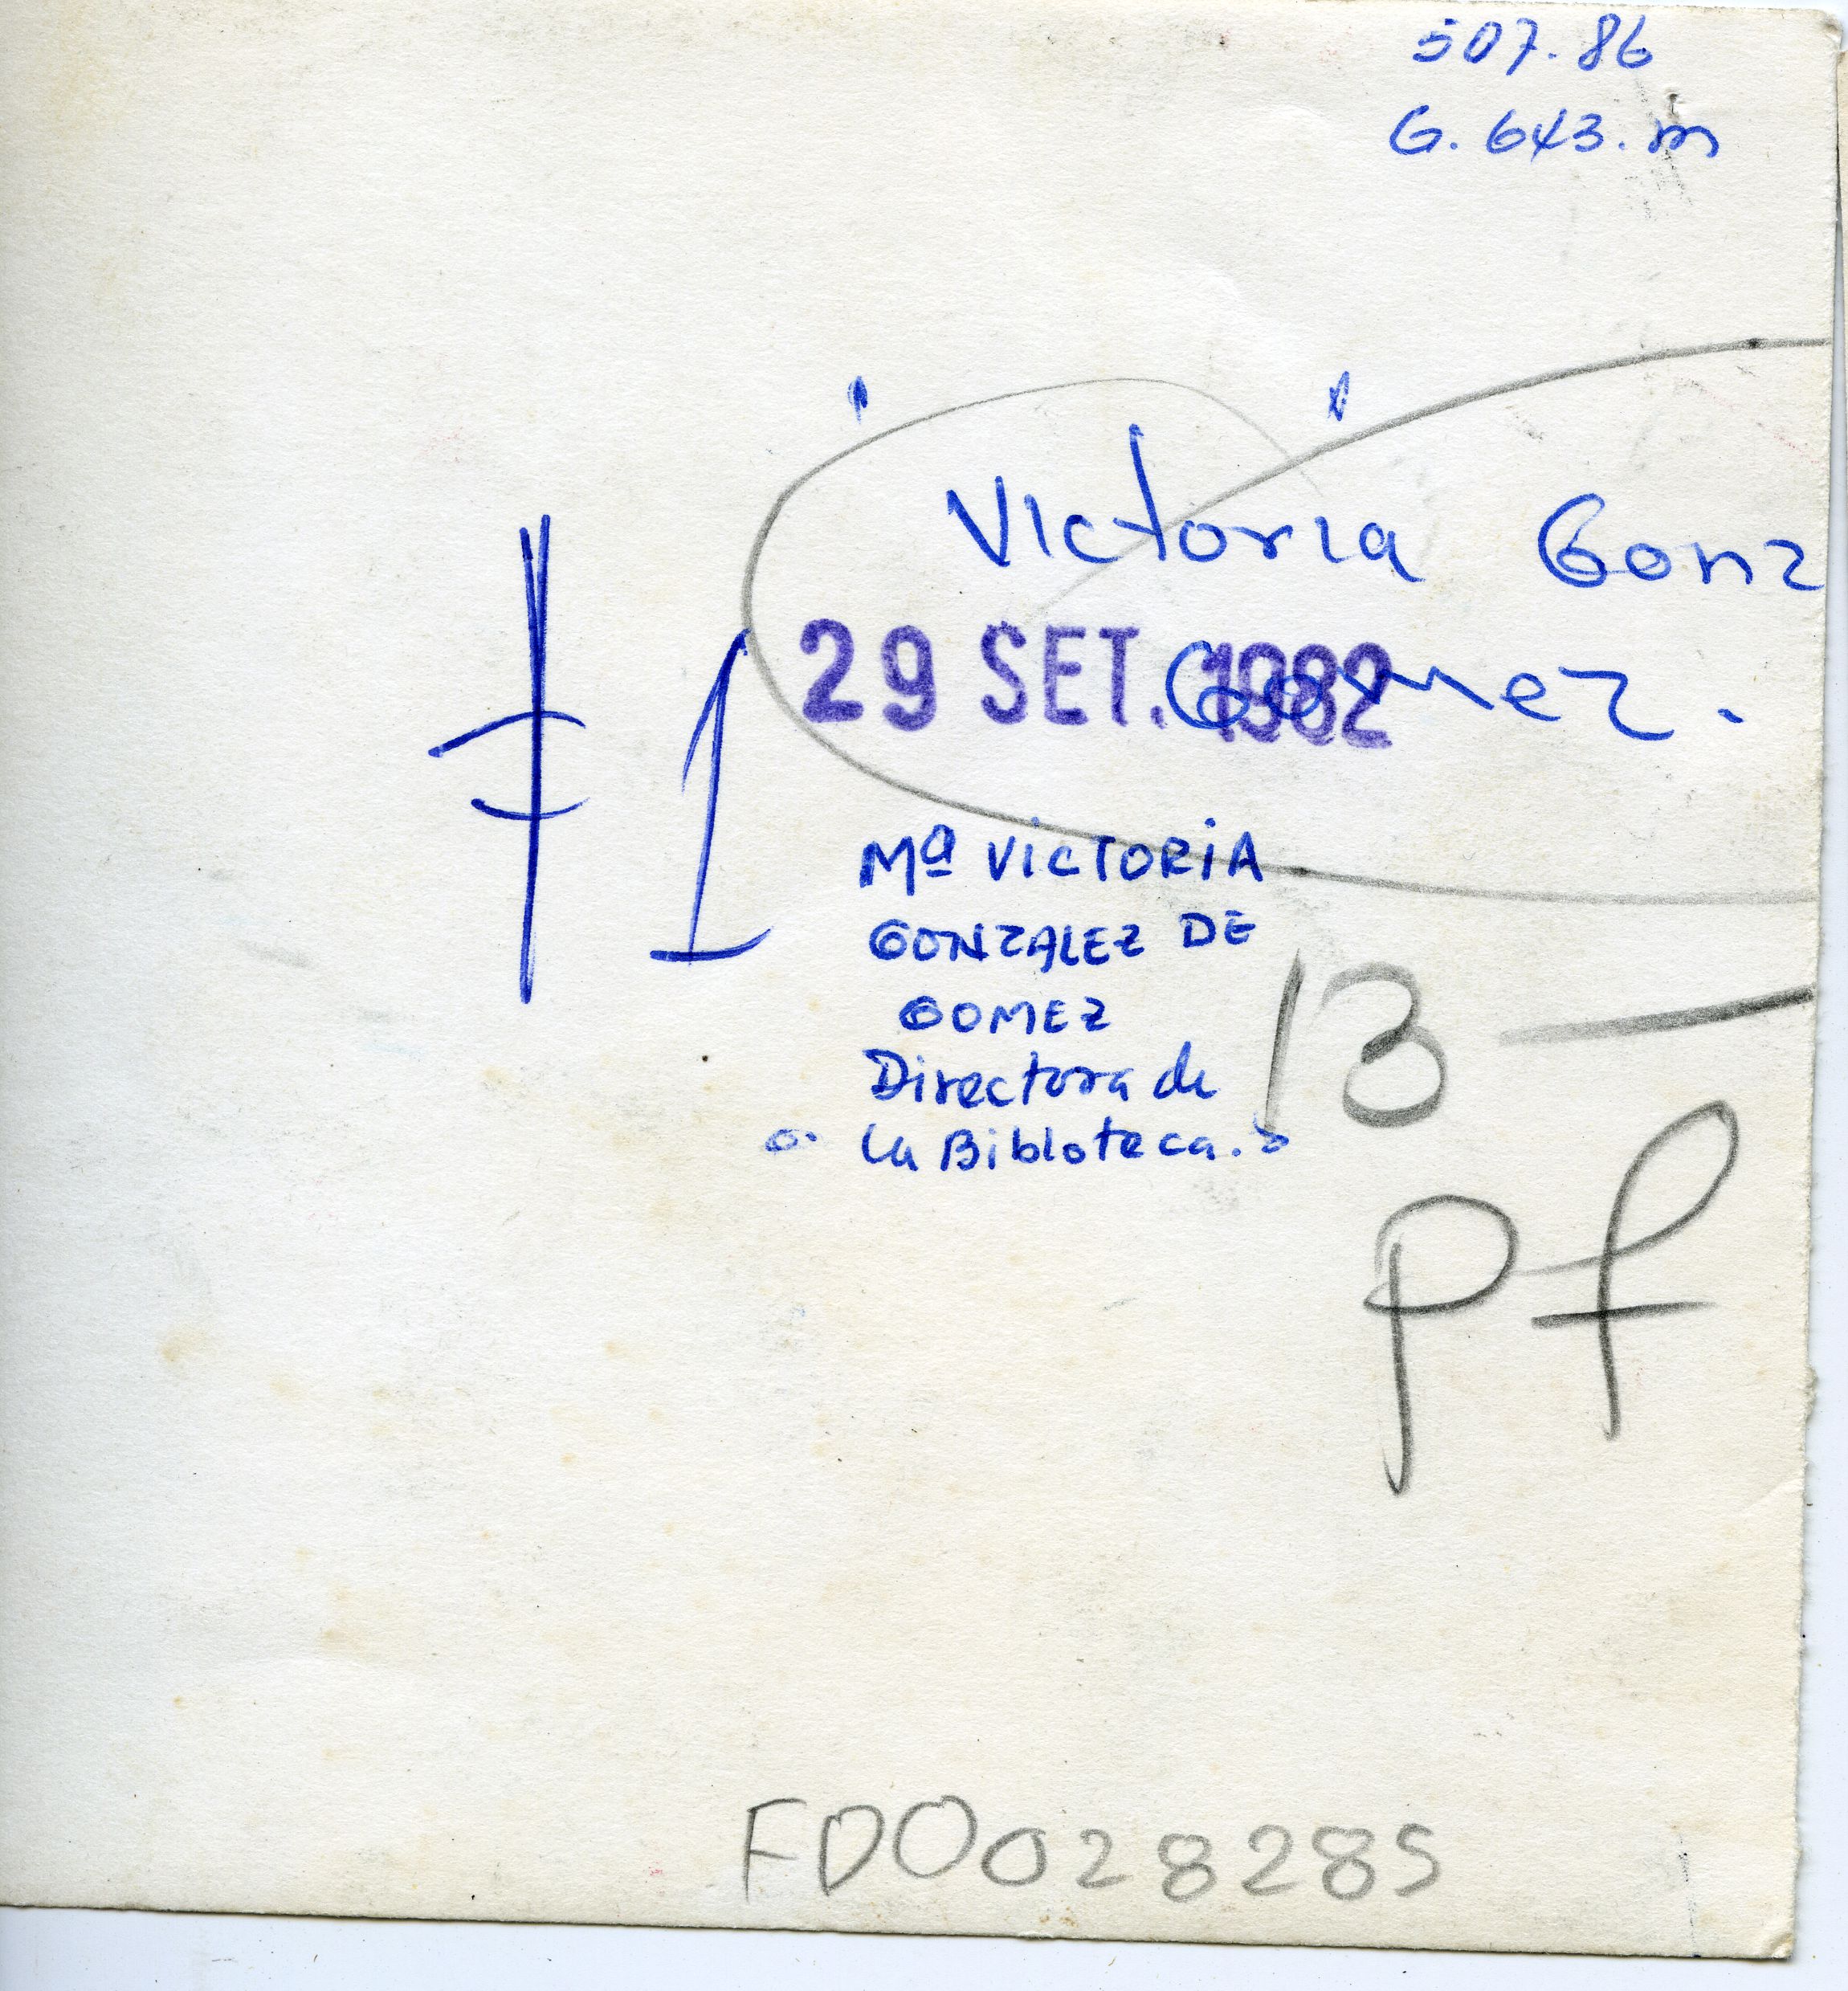 507.86
G. 643. m
Victoria Gonz
29 SET. 1982
Gomez.
≠ 1
Mª VICTORIA
GONZALEZ DE
GOMEZ
Directora de
la Bibloteca.
13 —
Pf
FD0028285